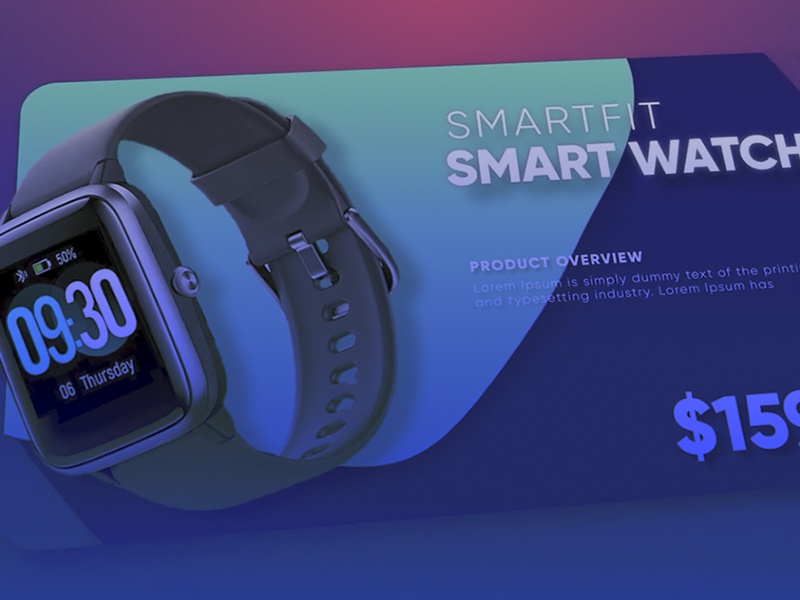 50%
09:30
06 Thursday
SMARTFIT
SMART WATCH
PRODUCT OVERVIEW
Lorem Ipsum is simply dummy text of the printi
and typesetting industry. Lorem Ipsum has
$159